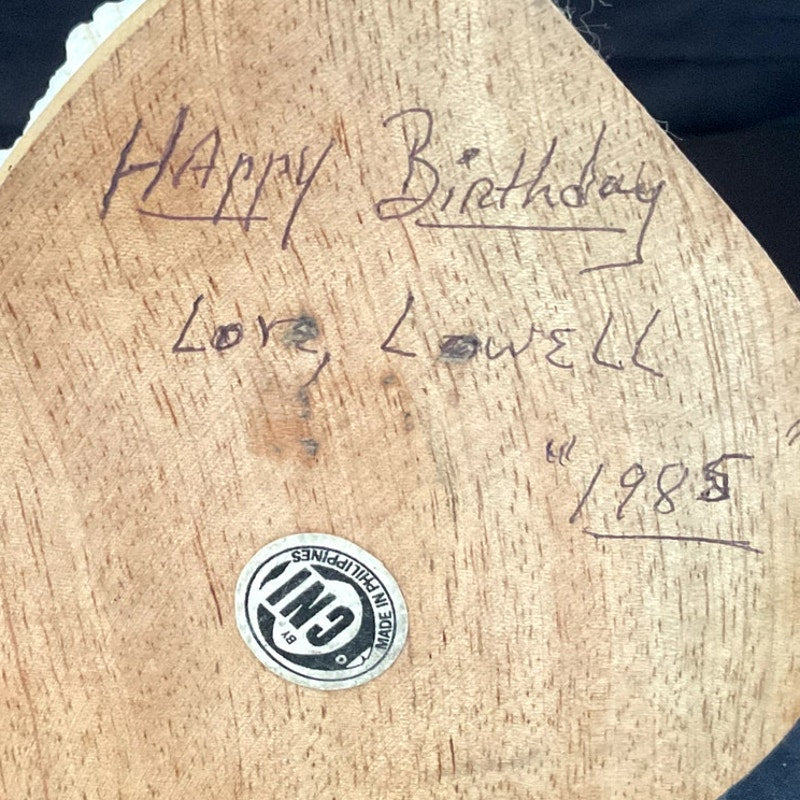 Happy Birthday
Love, Lowell
"1985"
MADE IN PHILIPPINES
BY CNI